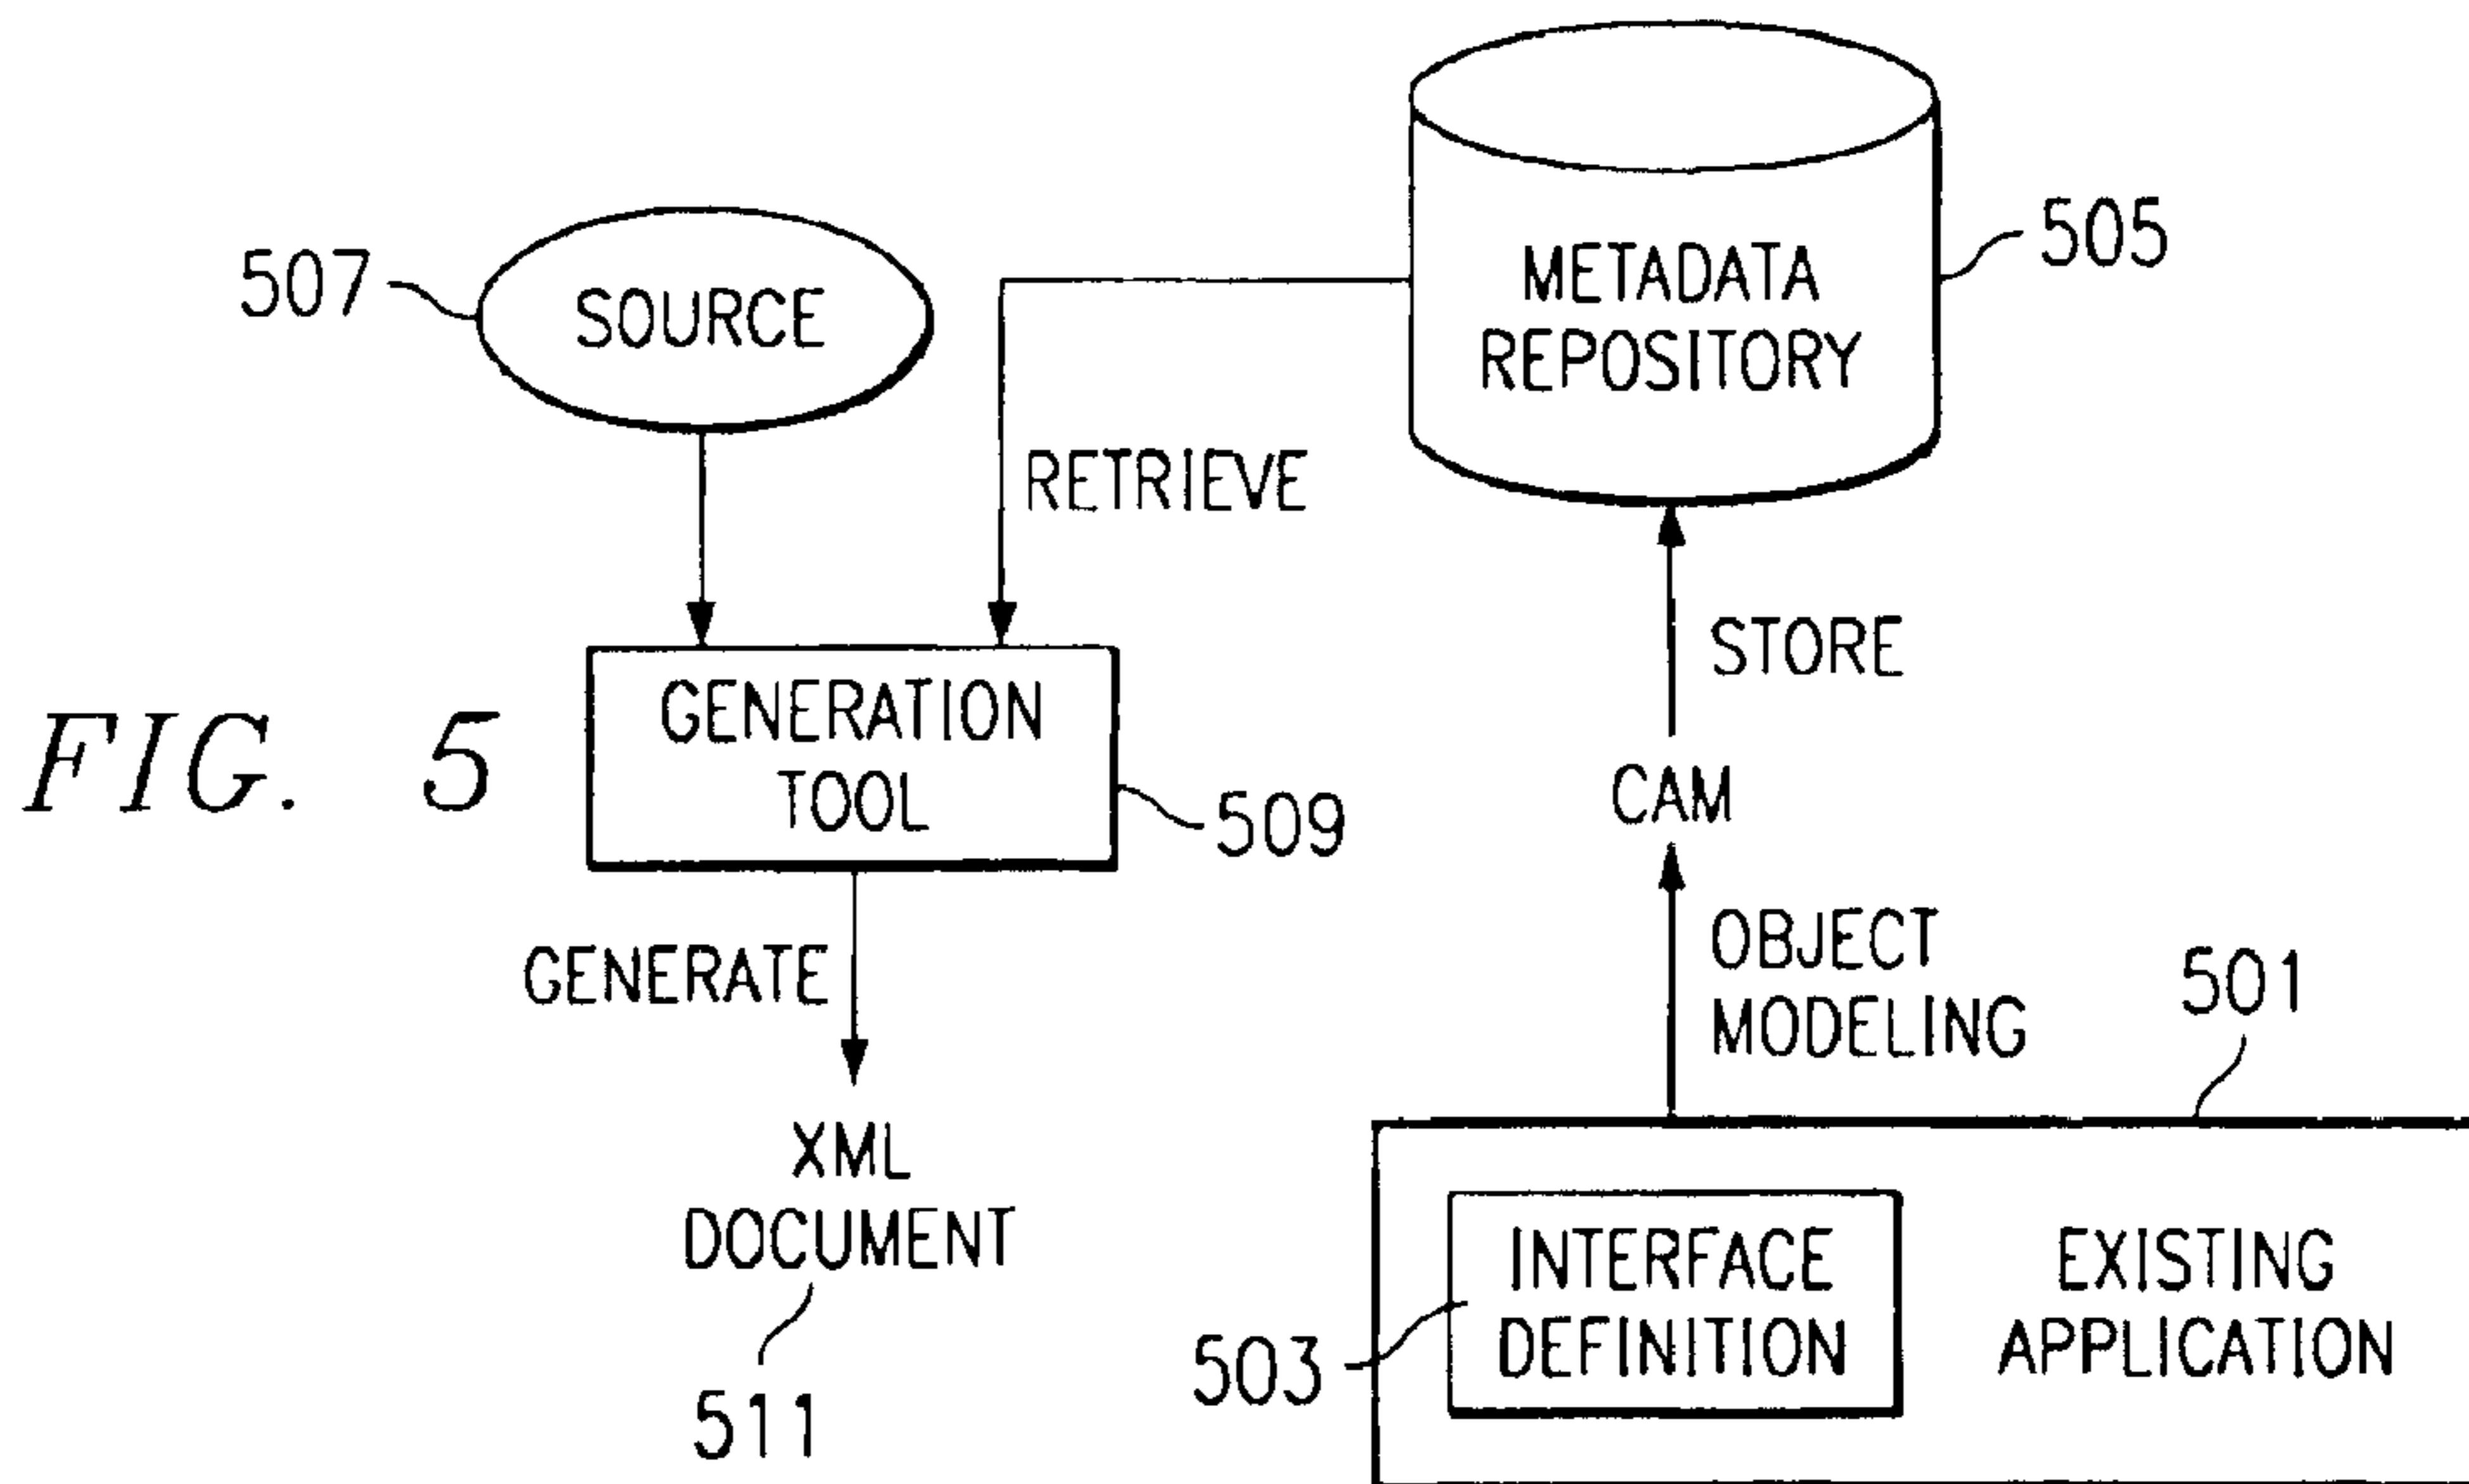 507
SOURCE
METADATA
REPOSITORY
505
RETRIEVE
STORE
GENERATION
TOOL
509
FIG. 5
CAM
GENERATE
OBJECT
MODELING
501
XML
DOCUMENT
511
INTERFACE
DEFINITION
503
EXISTING
APPLICATION